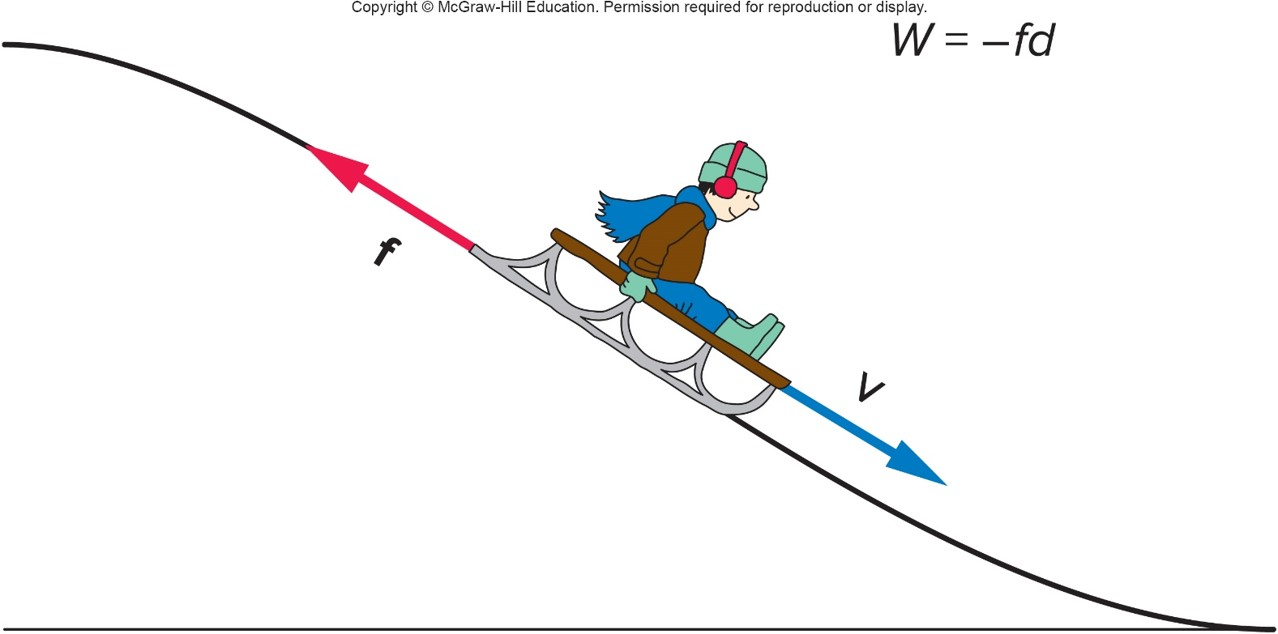 Copyright © McGraw-Hill Education. Permission required for reproduction or display.
W = –fd
f
v